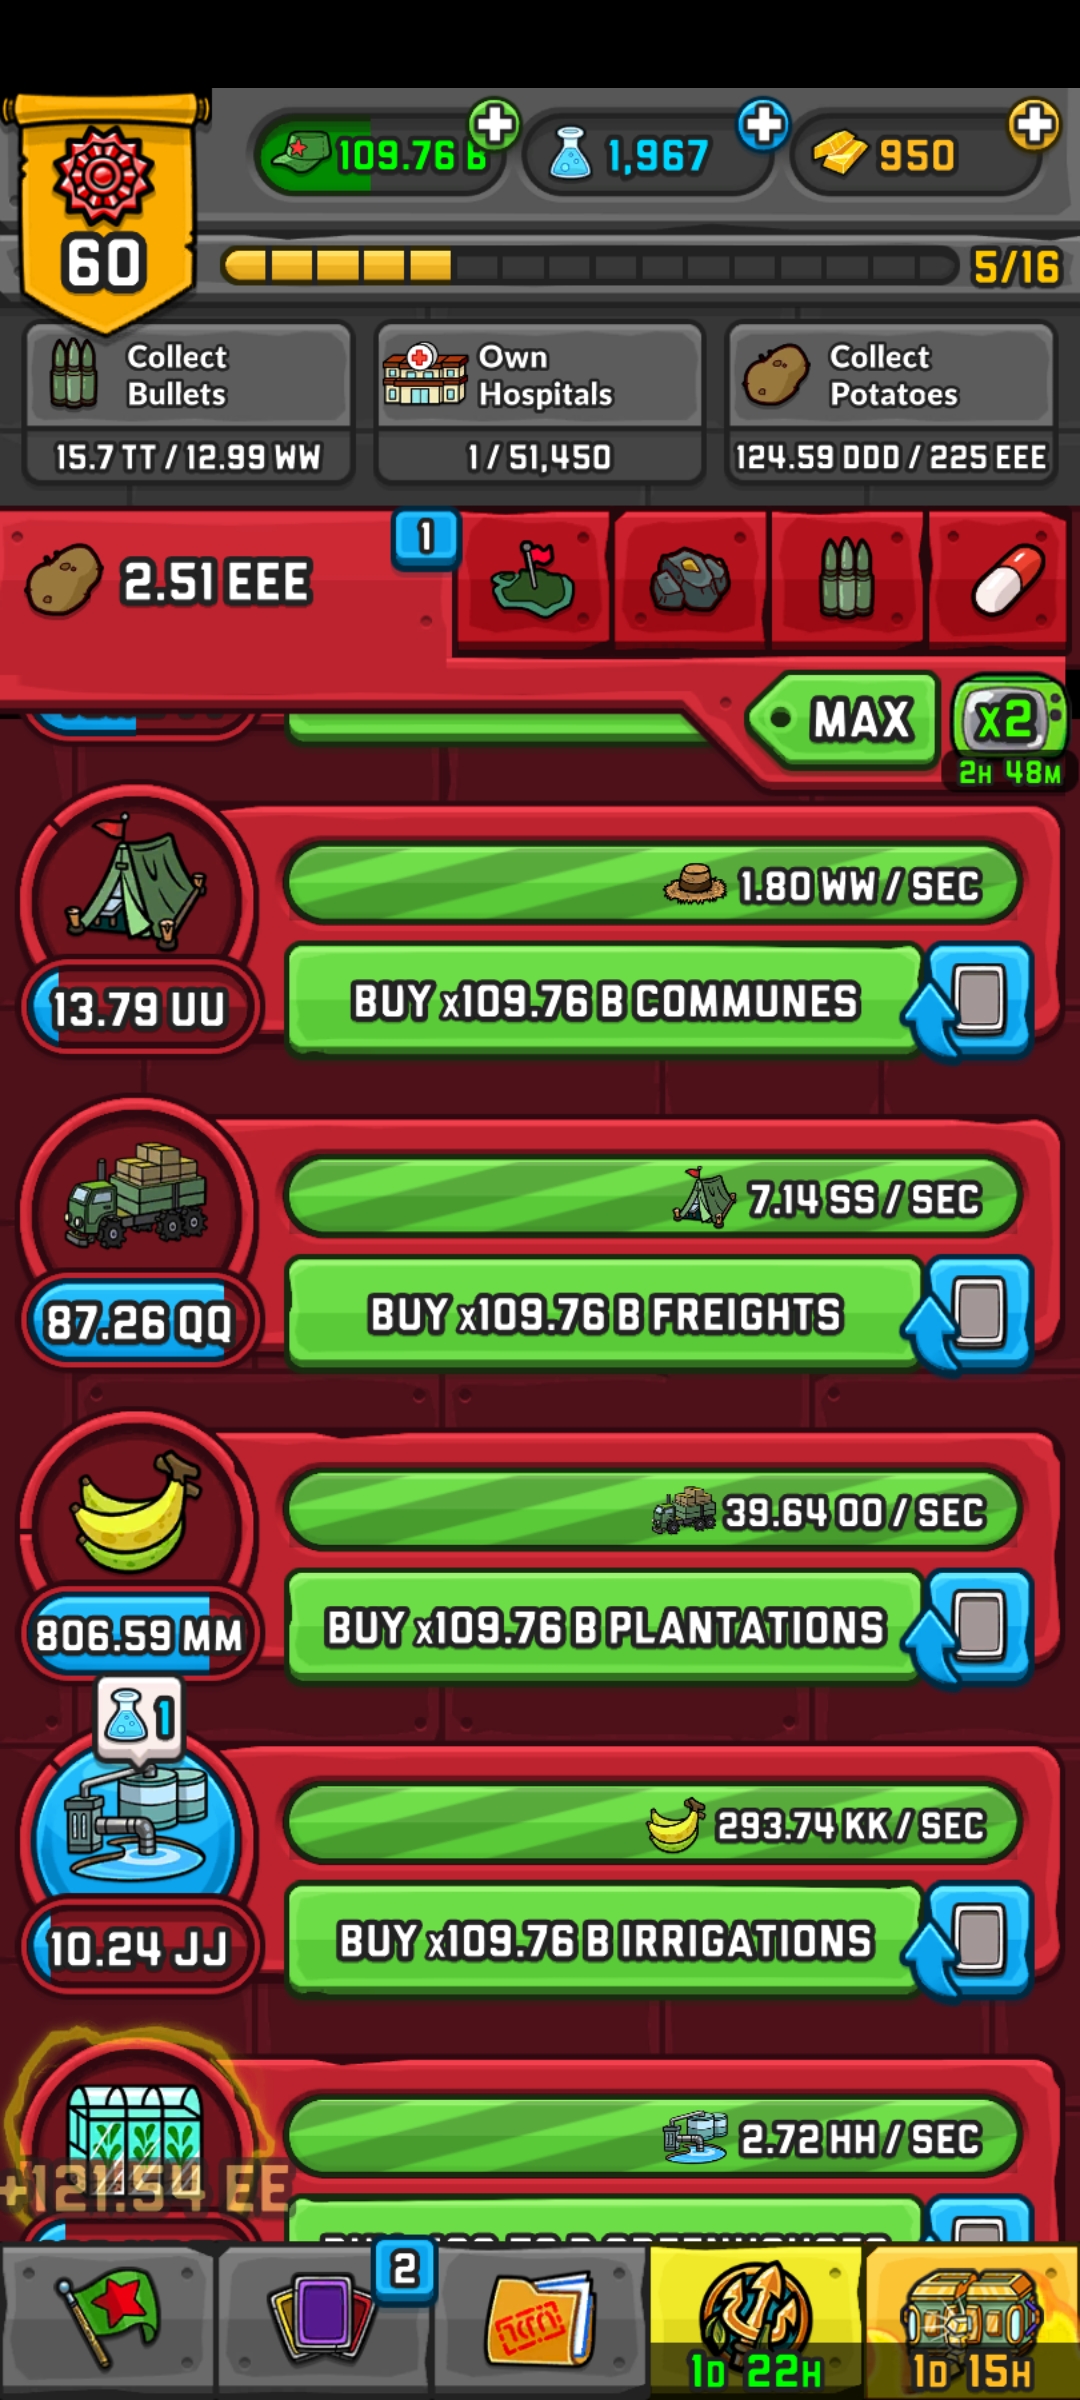 109.76 B
1,967
950
60
5/16
Collect
Bullets
15.7 TT / 12.99 WW
Own
Hospitals
1 / 51,450
Collect
Potatoes
124.59 DDD / 225 EEE
2.51 EEE
1
MAX
x2
2H 48M
1.80 WW / SEC
13.79 UU
BUY x109.76 B COMMUNES
7.14 SS / SEC
87.26 QQ
BUY x109.76 B FREIGHTS
39.64 OO / SEC
806.59 MM
BUY x109.76 B PLANTATIONS
1
293.74 KK / SEC
10.24 JJ
BUY x109.76 B IRRIGATIONS
2.72 HH / SEC
+121.54 EE
2
1D 22H
1D 15H